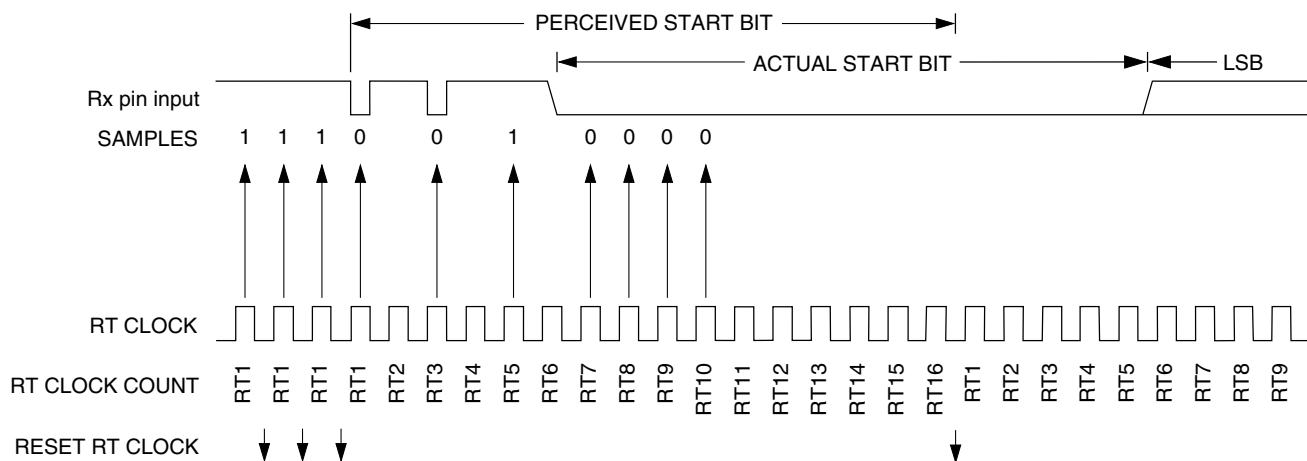 PERCEIVED START BIT
ACTUAL START BIT LSB
Rx pin input
SAMPLES 1 1 1 0 0 1 0 0 0 0
RT CLOCK
RT CLOCK COUNT RT1 RT1 RT1 RT1 RT2 RT3 RT4 RT5 RT6 RT7 RT8 RT9 RT10 RT11 RT12 RT13 RT14 RT15 RT16 RT1 RT2 RT3 RT4 RT5 RT6 RT7 RT8 RT9
RESET RT CLOCK